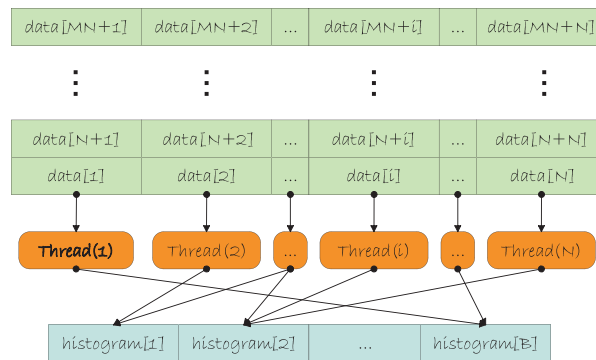 data[MN+1] data[MN+2] ... data[MN+i] ... data[MN+N]
data[N+1] data[N+2] ... data[N+i] ... data[N+N]
data[1] data[2] ... data[i] ... data[N]
Thread(1) Thread(2) ... Thread(i) ... Thread(N)
histogram[1] histogram[2] ... histogram[B]